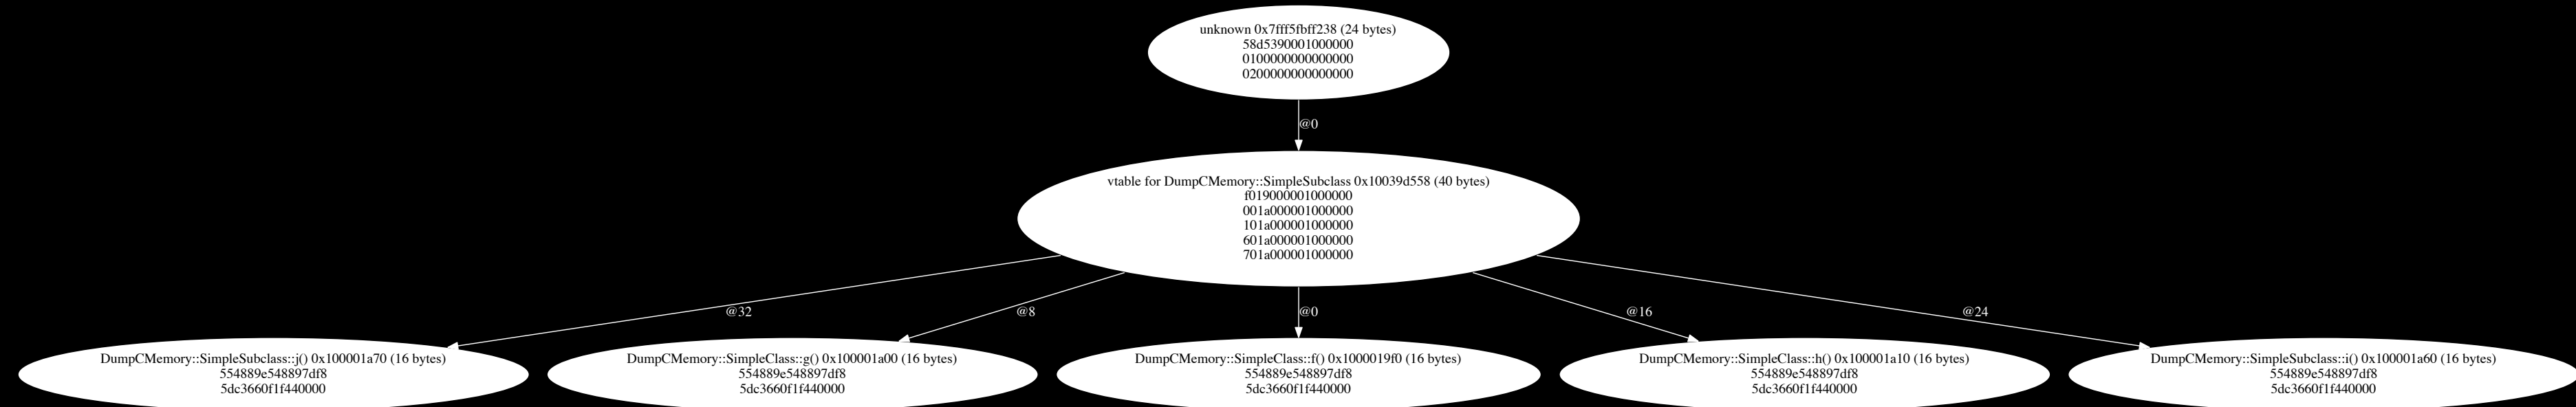 unknown 0x7fff5fbff238 (24 bytes)
58d5390001000000
0100000000000000
0200000000000000
@0
vtable for DumpCMemory::SimpleSubclass 0x10039d558 (40 bytes)
f019000001000000
001a000001000000
101a000001000000
601a000001000000
701a000001000000
@32
@8
@0
@16
@24
DumpCMemory::SimpleSubclass::j() 0x100001a70 (16 bytes)
554889e548897df8
5dc3660f1f440000
DumpCMemory::SimpleClass::g() 0x100001a00 (16 bytes)
554889e548897df8
5dc3660f1f440000
DumpCMemory::SimpleClass::f() 0x1000019f0 (16 bytes)
554889e548897df8
5dc3660f1f440000
DumpCMemory::SimpleClass::h() 0x100001a10 (16 bytes)
554889e548897df8
5dc3660f1f440000
DumpCMemory::SimpleSubclass::i() 0x100001a60 (16 bytes)
554889e548897df8
5dc3660f1f440000